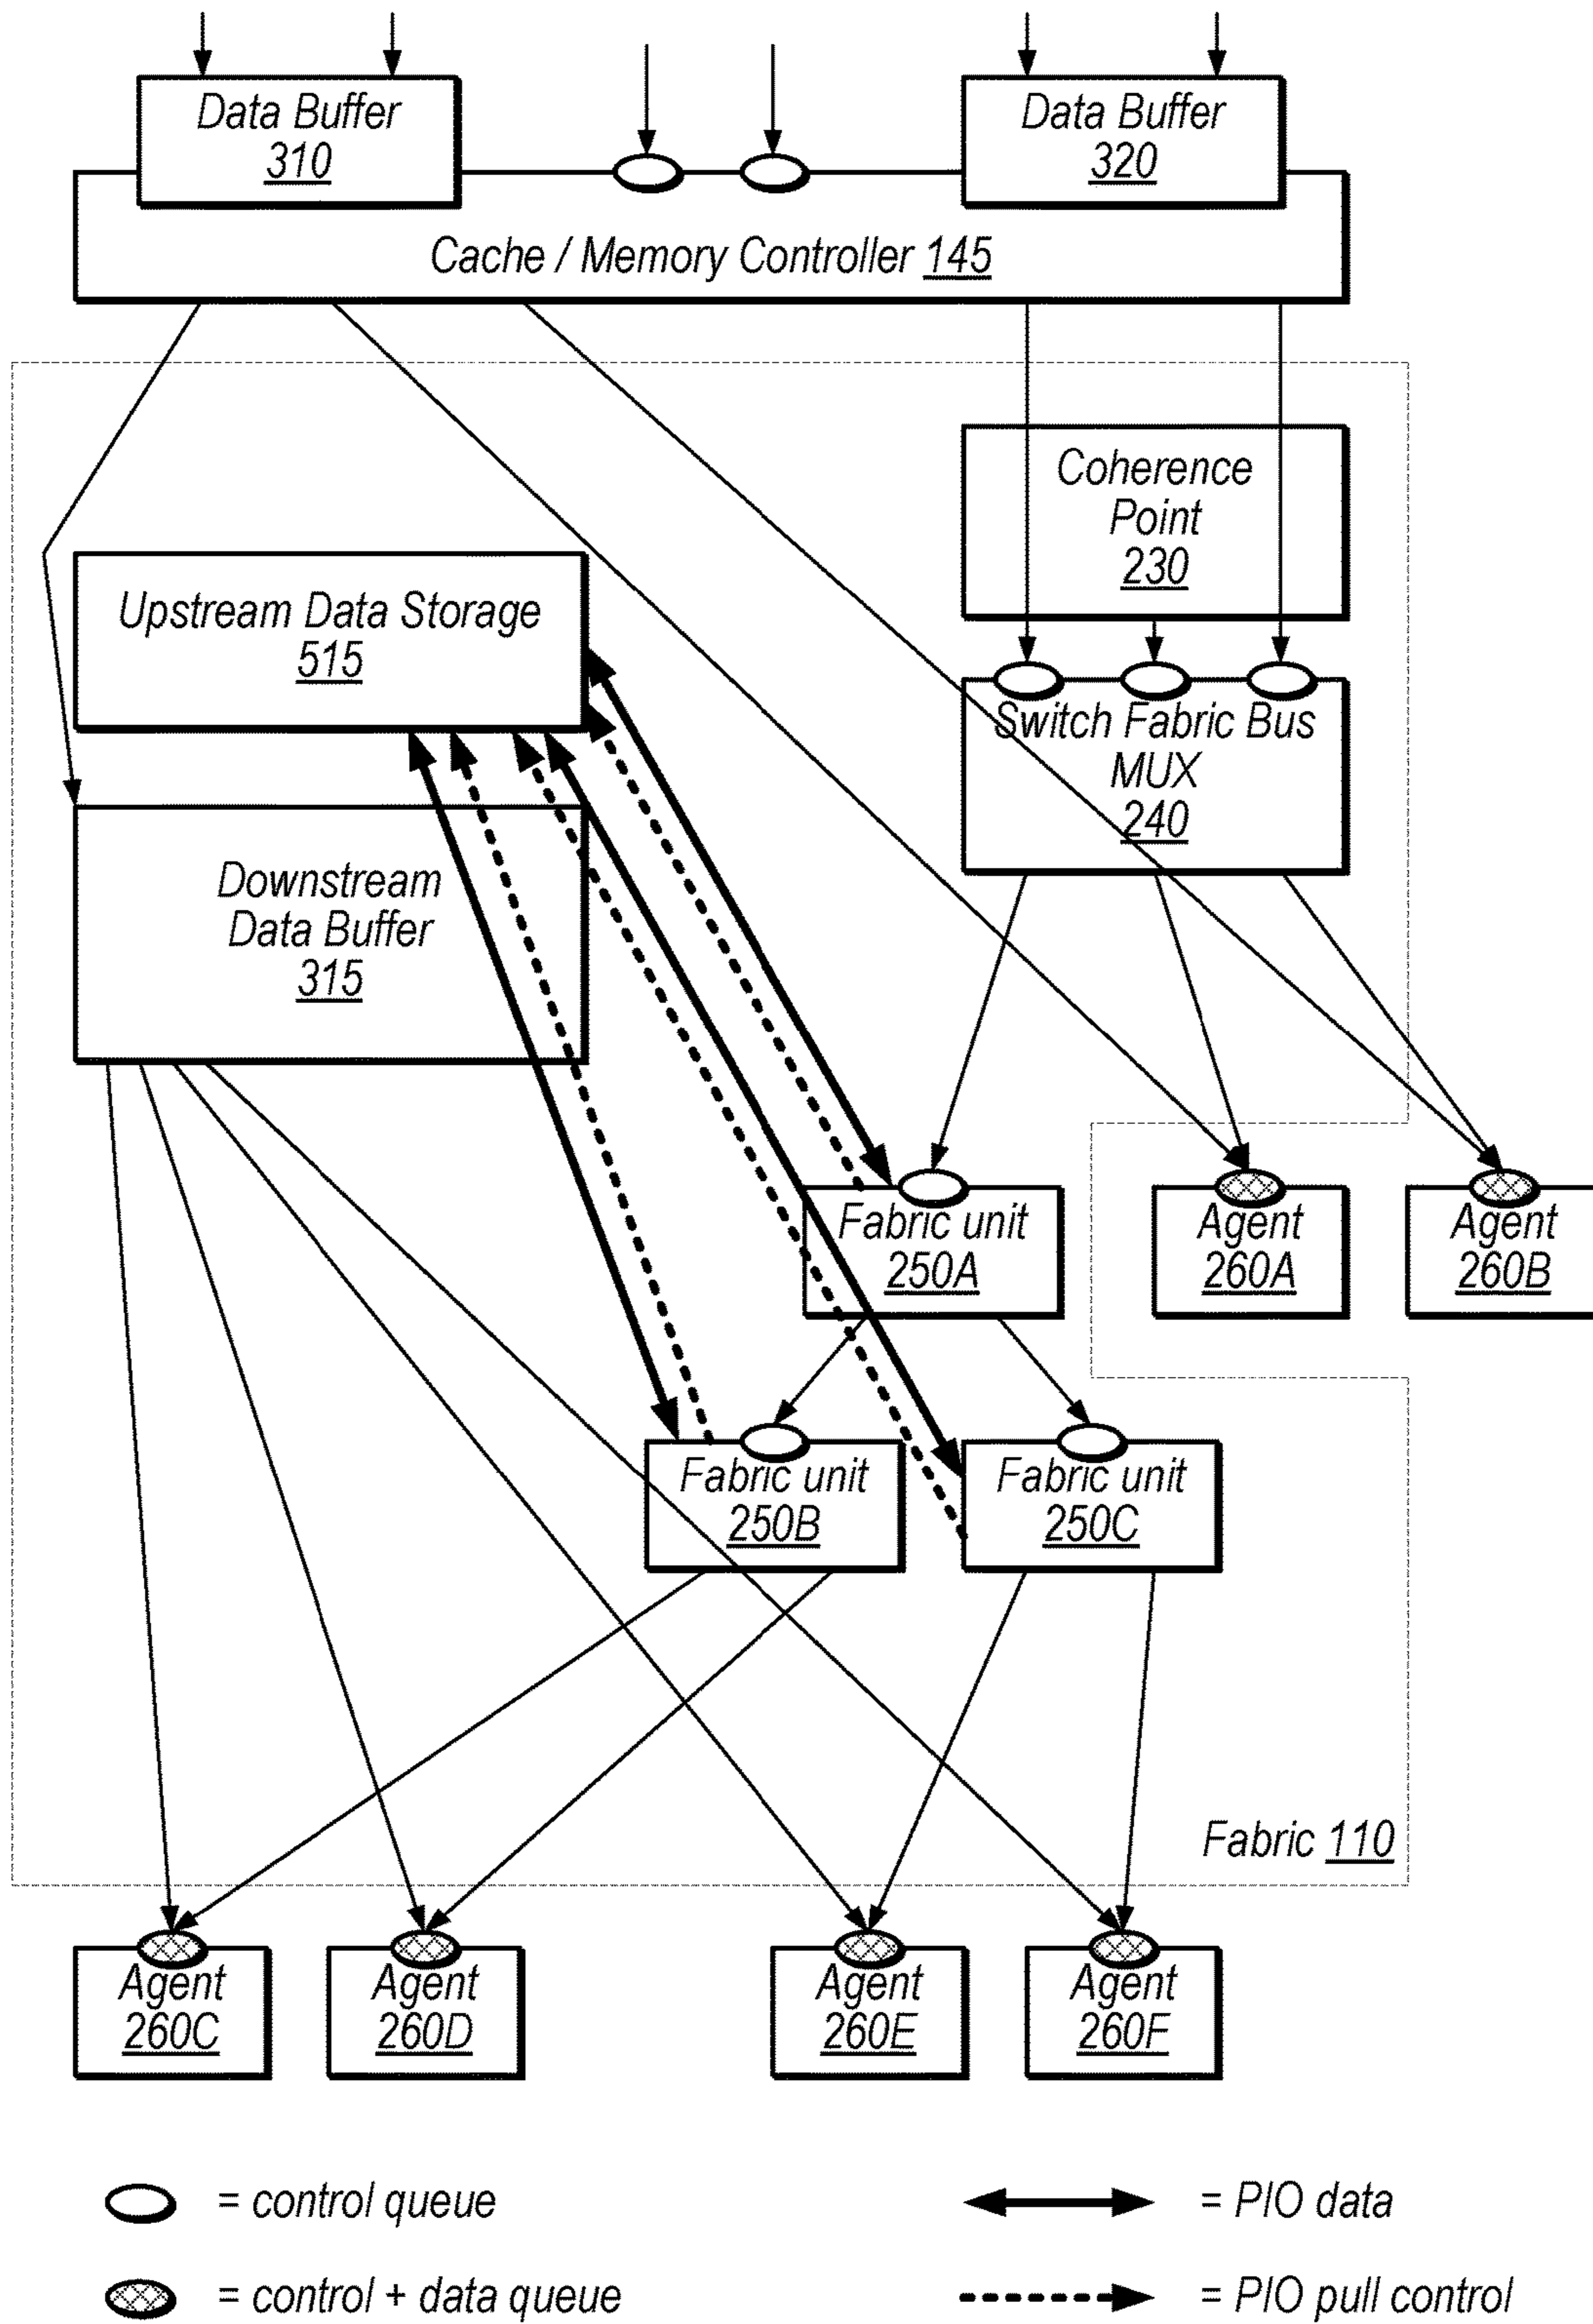 Data Buffer
310
Data Buffer
320
Cache / Memory Controller 145
Coherence
Point
230
Upstream Data Storage
515
Switch Fabric Bus
MUX
240
Downstream
Data Buffer
315
Fabric unit
250A
Agent
260A
Agent
260B
Fabric unit
250B
Fabric unit
250C
Fabric 110
Agent
260C
Agent
260D
Agent
260E
Agent
260F
= control queue
= PIO data
= control + data queue
= PIO pull control